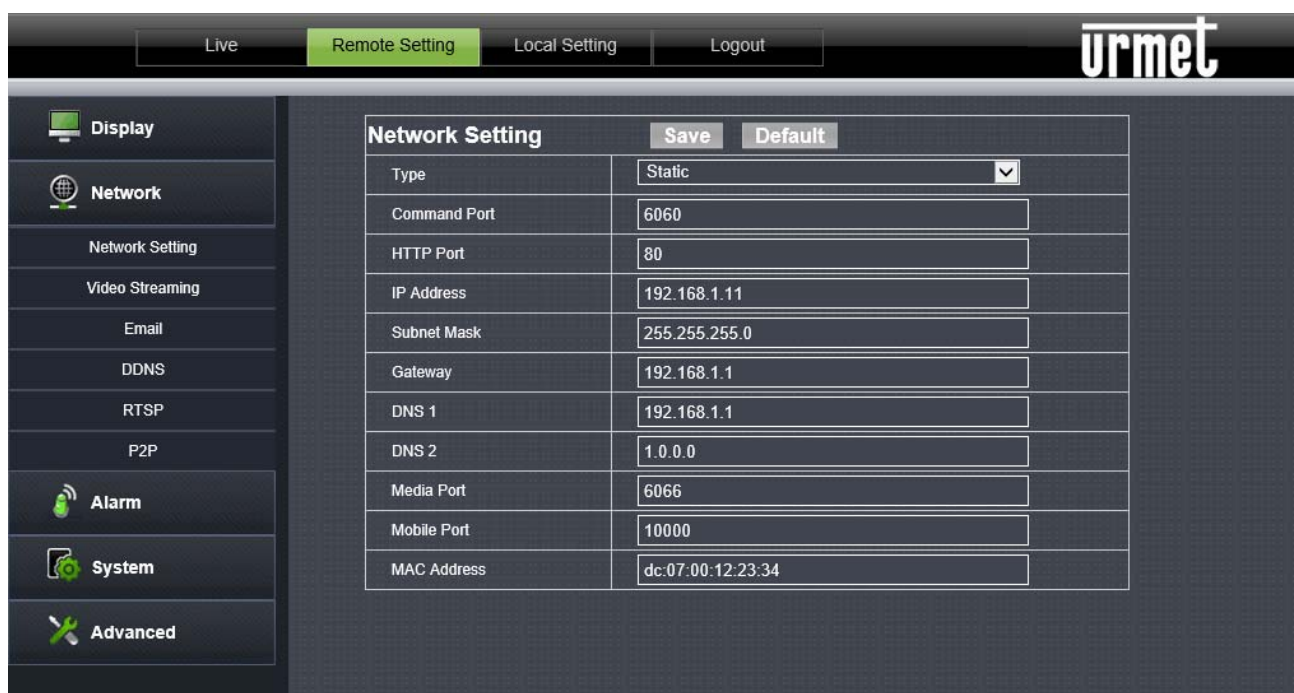 Live Remote Setting Local Setting Logout urmet
Display
Network
Network Setting
Video Streaming
Email
DDNS
RTSP
P2P
Alarm
System
Advanced
Network Setting Save Default
Type Static
Command Port 6060
HTTP Port 80
IP Address 192.168.1.11
Subnet Mask 255.255.255.0
Gateway 192.168.1.1
DNS 1 192.168.1.1
DNS 2 1.0.0.0
Media Port 6066
Mobile Port 10000
MAC Address dc:07:00:12:23:34